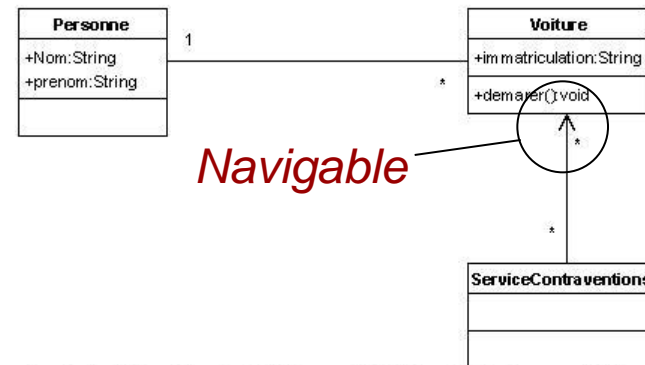 Personne
+Nom:String
+prenom:String
1
*
Voiture
+immatriculation:String
+demarer():void
*
Navigable
*
ServiceContraventions